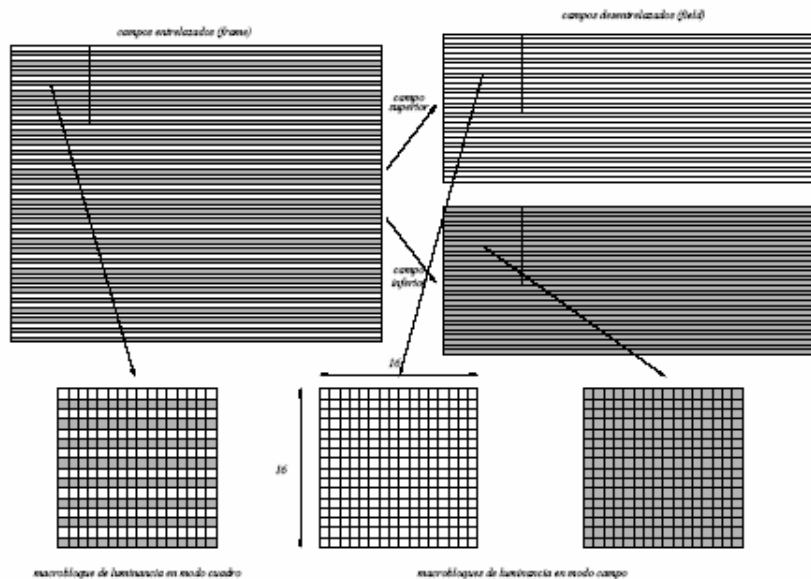 campos entrelazados (frame)
campos desentrelazados (field)
campo
superior
campo
inferior
16
16
macrobloque de luminancia en modo cuadro
macrobloques de luminancia en modo campo